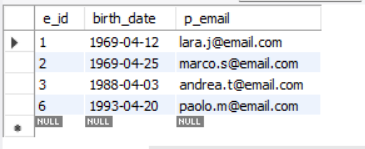 e_id birth_date p_email
1 1969-04-12 lara.j@email.com
2 1969-04-25 marco.s@email.com
3 1988-04-03 andrea.t@email.com
6 1993-04-20 paolo.m@email.com
NULL NULL NULL